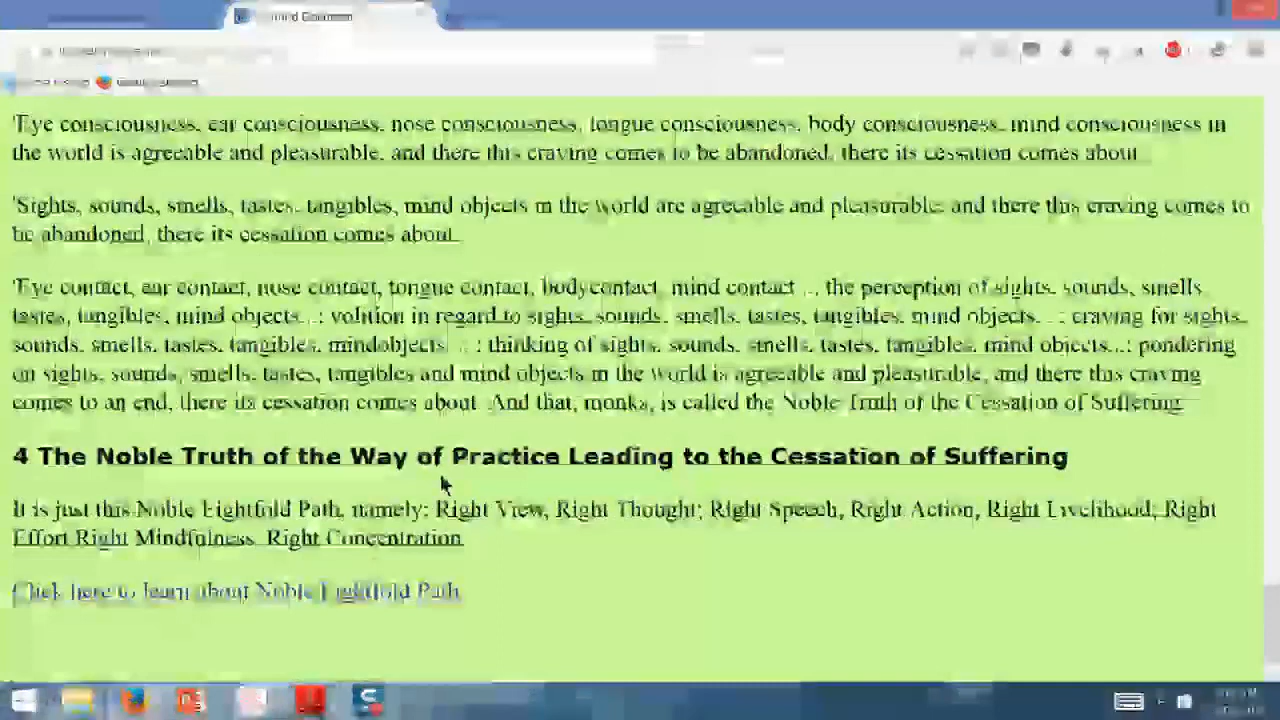 'Eye consciousness, ear consciousness, nose consciousness, tongue consciousness, body consciousness, mind consciousness in
the world is agreeable and pleasurable, and there this craving comes to be abandoned, there its cessation comes about.
'Sights, sounds, smells, tastes, tangibles, mind objects in the world are agreeable and pleasurable, and there this craving comes to
be abandoned, there its cessation comes about.
'Eye contact, ear contact, nose contact, tongue contact, bodycontact, mind contact ..., the perception of sights, sounds, smells,
tastes, tangibles, mind objects...; volition in regard to sights, sounds, smells, tastes, tangibles, mind objects...; craving for sights,
sounds, smells, tastes, tangibles, mindobjects ...; thinking of sights, sounds, smells, tastes, tangibles, mind objects...; pondering
on sights, sounds, smells, tastes, tangibles and mind objects in the world is agreeable and pleasurable, and there this craving
comes to an end, there its cessation comes about. And that, monks, is called the Noble Truth of the Cessation of Suffering.
4 The Noble Truth of the Way of Practice Leading to the Cessation of Suffering
It is just this Noble Eightfold Path, namely: Right View, Right Thought; Right Speech, Right Action, Right Livelihood; Right
Effort Right Mindfulness, Right Concentration
Click here to learn about Noble Eightfold Path